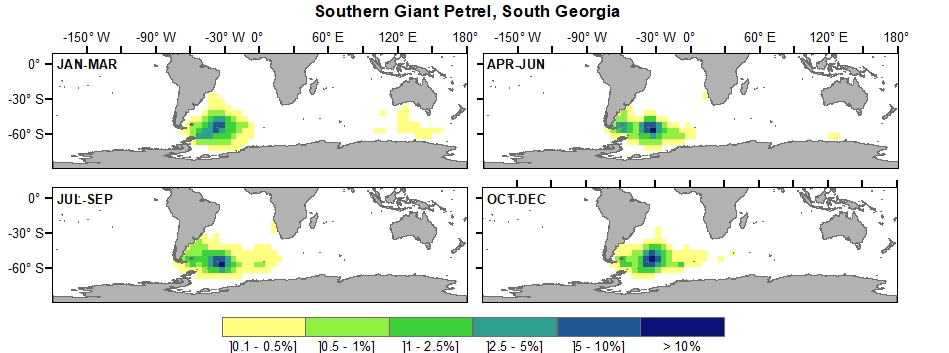 Southern Giant Petrel, South Georgia
-150° W -90° W -30° W 0° 60° E 120° E 180° -150° W -90° W -30° W 0° 60° E 120° E 180°
0° JAN-MAR APR-JUN
-30° S
-60° S
0° JUL-SEP OCT-DEC
-30° S
-60° S
]0.1 - 0.5%] ]0.5 - 1%] ]1 - 2.5%] ]2.5 - 5%] ]5 - 10%] > 10%